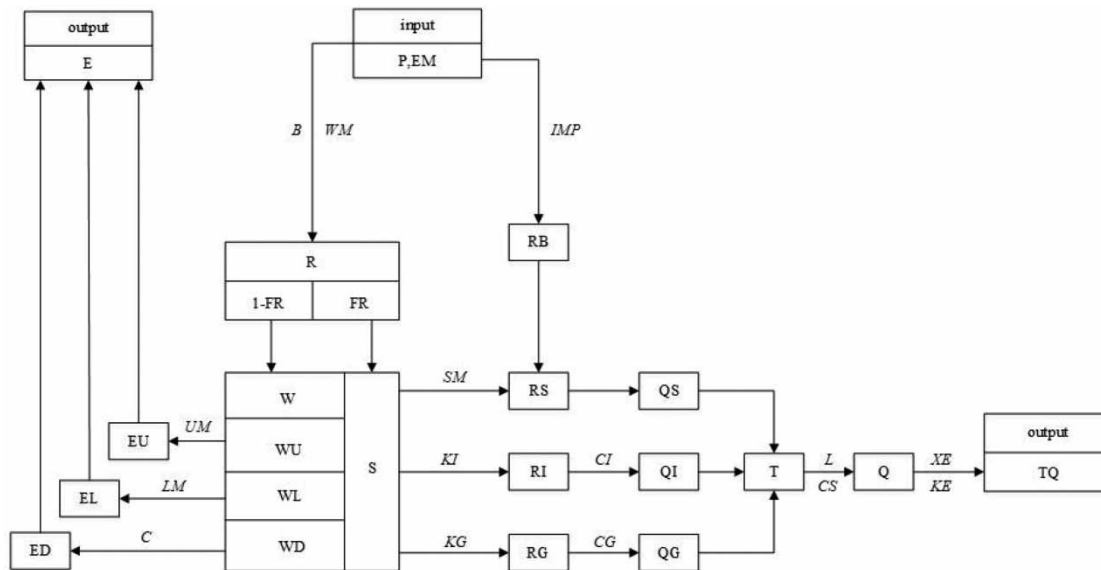 output
input
E
P,EM
B
WM
IMP
RB
R
1-FR
FR
W
SM
RS
QS
EU
UM
WU
S
output
KI
RI
CI
QI
T
L
CS
Q
XE
KE
TQ
EL
LM
WL
ED
C
WD
KG
RG
CG
QG